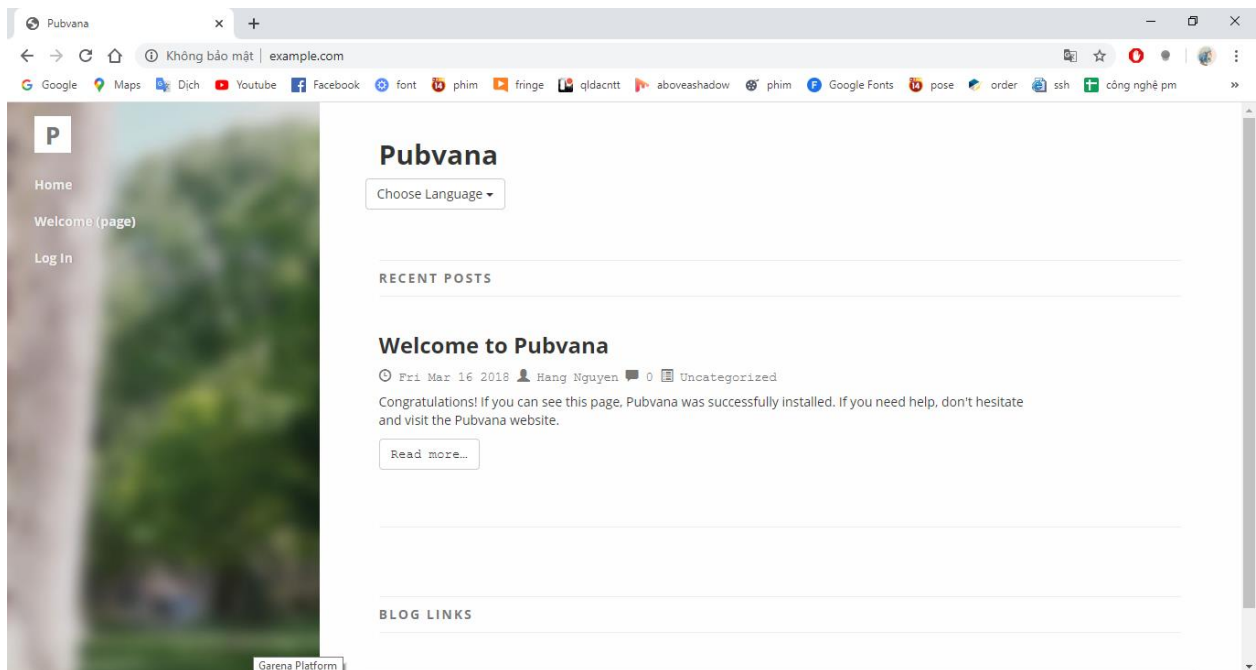 Pubvana
Không bảo mật | example.com
Google Maps Dịch Youtube Facebook font phim fringe qldacntt aboveashadow phim Google Fonts pose order ssh công nghệ pm »
P
Home
Welcome (page)
Log In
Pubvana
Choose Language
RECENT POSTS
Welcome to Pubvana
Fri Mar 16 2018 Hang Nguyen 0 Uncategorized
Congratulations! If you can see this page, Pubvana was successfully installed. If you need help, don't hesitate
and visit the Pubvana website.
Read more…
BLOG LINKS
Garena Platform